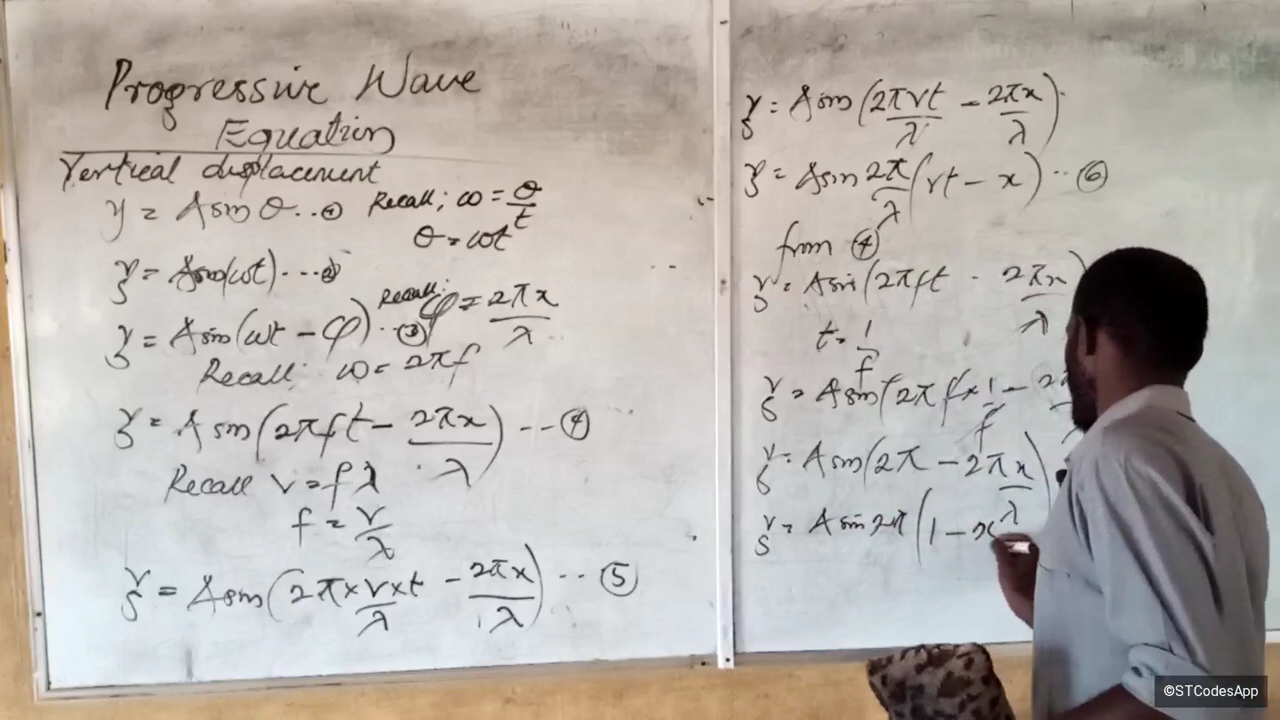 Progressive Wave
Equation
Vertical displacement
y = A sin θ .. ① Recall; ω = θ/t
θ = ωt
y = A sin(ωt) .... ②
Recall: φ = 2πx/λ
y = A sin(ωt - φ) .. ③
Recall: ω = 2πf
y = A sin(2πft - 2πx/λ) -- ④
Recall v = fλ
f = v/λ
y = A sin(2π × v/λ × t - 2πx/λ) -- ⑤
y = A sin(2πvt/λ - 2πx/λ)
y = A sin 2π/λ (vt - x) .. ⑥
from ④
y = A sin(2πft - 2πx/λ
t = 1/f
y = A sin(2πf × 1/f - 2π
y = A sin(2π - 2πx/λ)
y = A sin 2π(1 - x
©STCodesApp